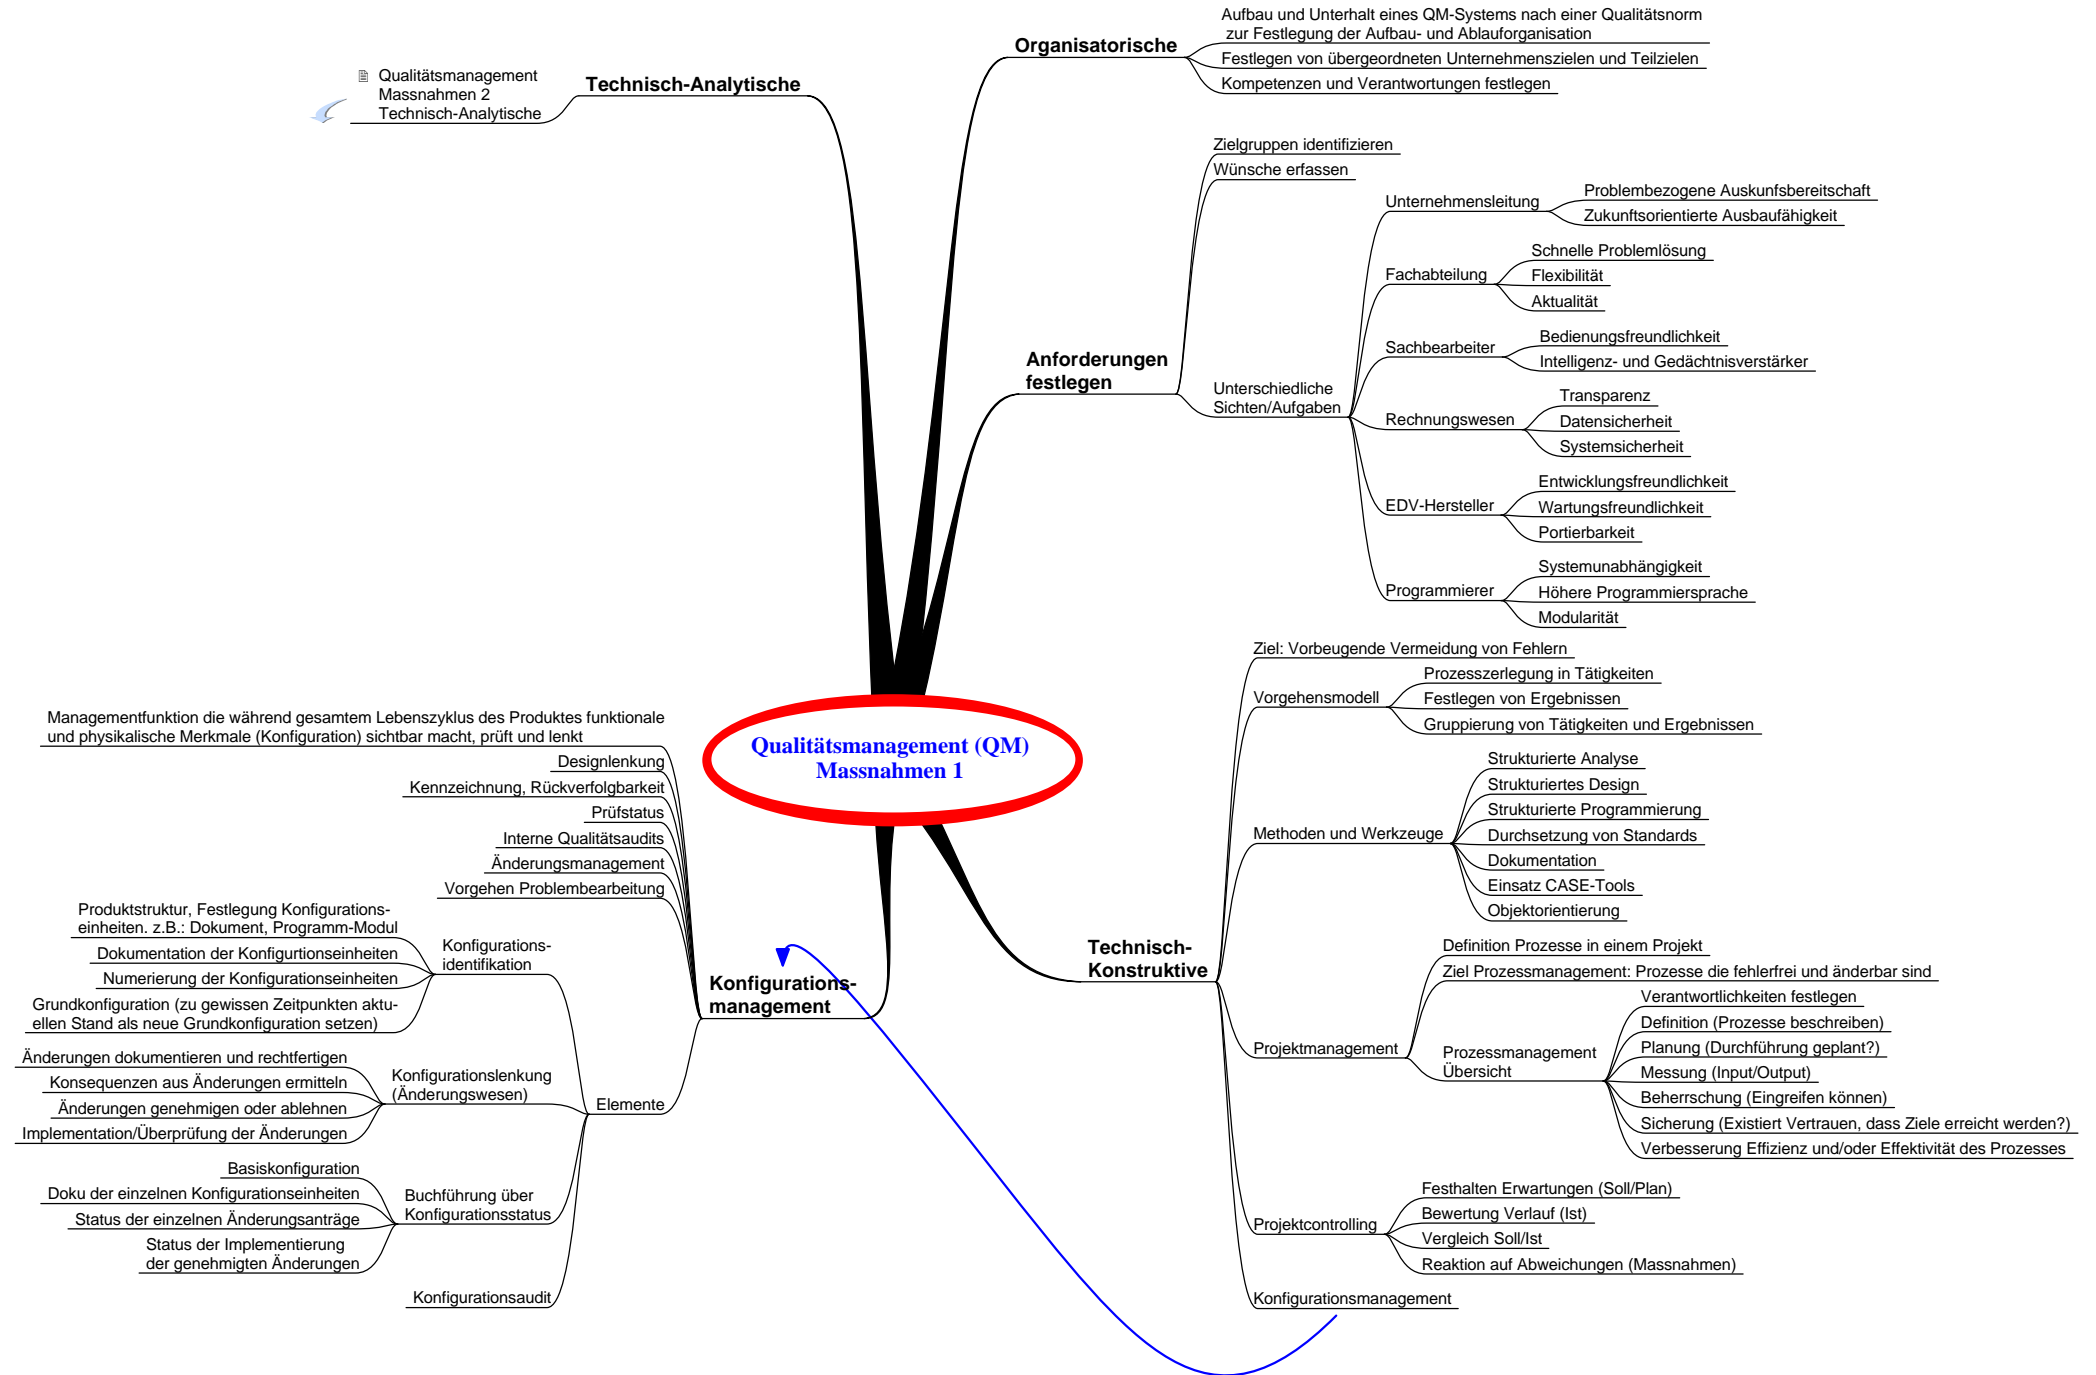 Qualitätsmanagement (QM)
Massnahmen 1
Organisatorische
Aufbau und Unterhalt eines QM-Systems nach einer Qualitätsnorm
zur Festlegung der Aufbau- und Ablauforganisation
Festlegen von übergeordneten Unternehmenszielen und Teilzielen
Kompetenzen und Verantwortungen festlegen
Anforderungen
festlegen
Zielgruppen identifizieren
Wünsche erfassen
Unterschiedliche
Sichten/Aufgaben
Unternehmensleitung
Problembezogene Auskunfsbereitschaft
Zukunftsorientierte Ausbaufähigkeit
Fachabteilung
Schnelle Problemlösung
Flexibilität
Aktualität
Sachbearbeiter
Bedienungsfreundlichkeit
Intelligenz- und Gedächtnisverstärker
Rechnungswesen
Transparenz
Datensicherheit
Systemsicherheit
EDV-Hersteller
Entwicklungsfreundlichkeit
Wartungsfreundlichkeit
Portierbarkeit
Programmierer
Systemunabhängigkeit
Höhere Programmiersprache
Modularität
Technisch-
Konstruktive
Ziel: Vorbeugende Vermeidung von Fehlern
Vorgehensmodell
Prozesszerlegung in Tätigkeiten
Festlegen von Ergebnissen
Gruppierung von Tätigkeiten und Ergebnissen
Methoden und Werkzeuge
Strukturierte Analyse
Strukturiertes Design
Strukturierte Programmierung
Durchsetzung von Standards
Dokumentation
Einsatz CASE-Tools
Objektorientierung
Projektmanagement
Definition Prozesse in einem Projekt
Ziel Prozessmanagement: Prozesse die fehlerfrei und änderbar sind
Prozessmanagement
Übersicht
Verantwortlichkeiten festlegen
Definition (Prozesse beschreiben)
Planung (Durchführung geplant?)
Messung (Input/Output)
Beherrschung (Eingreifen können)
Sicherung (Existiert Vertrauen, dass Ziele erreicht werden?)
Verbesserung Effizienz und/oder Effektivität des Prozesses
Projektcontrolling
Festhalten Erwartungen (Soll/Plan)
Bewertung Verlauf (Ist)
Vergleich Soll/Ist
Reaktion auf Abweichungen (Massnahmen)
Konfigurationsmanagement
Konfigurations-
management
Managementfunktion die während gesamtem Lebenszyklus des Produktes funktionale
und physikalische Merkmale (Konfiguration) sichtbar macht, prüft und lenkt
Designlenkung
Kennzeichnung, Rückverfolgbarkeit
Prüfstatus
Interne Qualitätsaudits
Änderungsmanagement
Vorgehen Problembearbeitung
Elemente
Konfigurations-
identifikation
Produktstruktur, Festlegung Konfigurations-
einheiten. z.B.: Dokument, Programm-Modul
Dokumentation der Konfigurtionseinheiten
Numerierung der Konfigurationseinheiten
Grundkonfiguration (zu gewissen Zeitpunkten aktu-
ellen Stand als neue Grundkonfiguration setzen)
Konfigurationslenkung
(Änderungswesen)
Änderungen dokumentieren und rechtfertigen
Konsequenzen aus Änderungen ermitteln
Änderungen genehmigen oder ablehnen
Implementation/Überprüfung der Änderungen
Buchführung über
Konfigurationsstatus
Basiskonfiguration
Doku der einzelnen Konfigurationseinheiten
Status der einzelnen Änderungsanträge
Status der Implementierung
der genehmigten Änderungen
Konfigurationsaudit
Technisch-Analytische
Qualitätsmanagement
Massnahmen 2
Technisch-Analytische